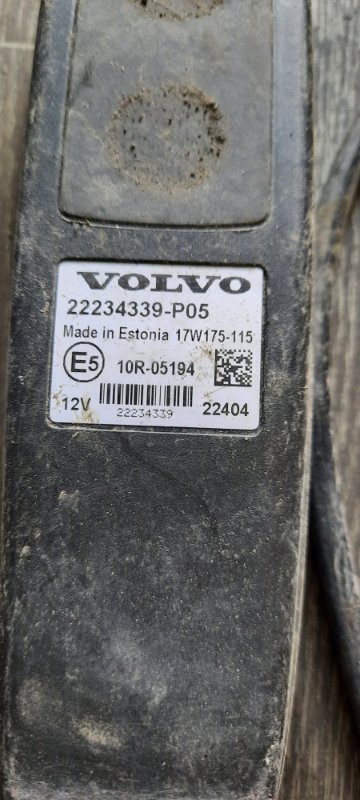 VOLVO
22234339-P05
Made in Estonia 17W175-115
E5 10R-05194
12V 22234339 22404